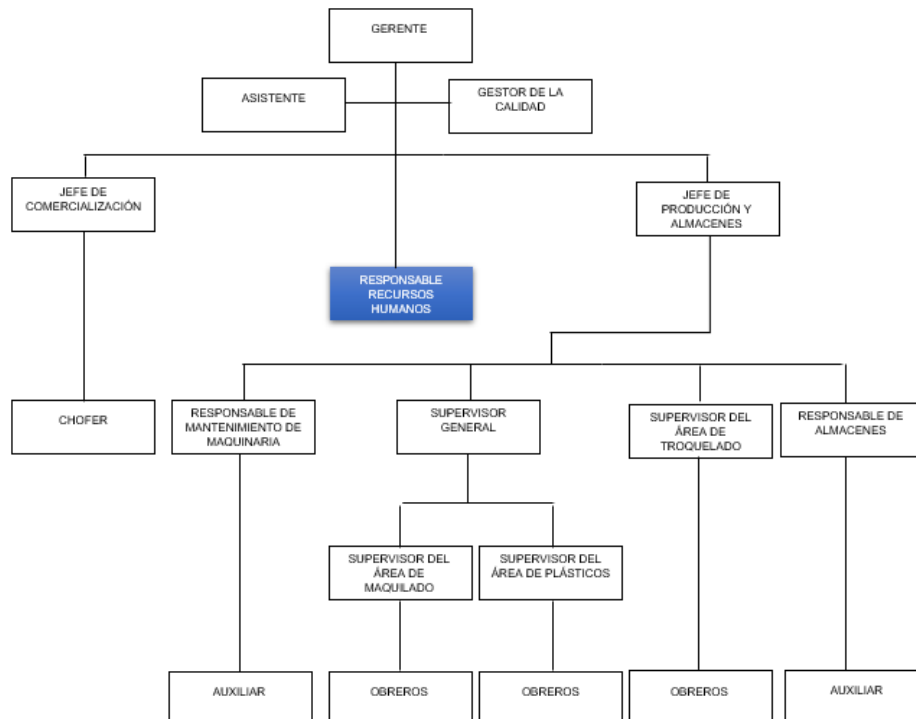 GERENTE
ASISTENTE
GESTOR DE LA
CALIDAD
JEFE DE
COMERCIALIZACIÓN
JEFE DE
PRODUCCIÓN Y
ALMACENES
RESPONSABLE
RECURSOS
HUMANOS
CHOFER
RESPONSABLE DE
MANTENIMIENTO DE
MAQUINARIA
SUPERVISOR
GENERAL
SUPERVISOR DEL
ÁREA DE
TROQUELADO
RESPONSABLE DE
ALMACENES
SUPERVISOR DEL
ÁREA DE
MAQUILADO
SUPERVISOR DEL
ÁREA DE PLÁSTICOS
AUXILIAR
OBREROS
OBREROS
OBREROS
AUXILIAR